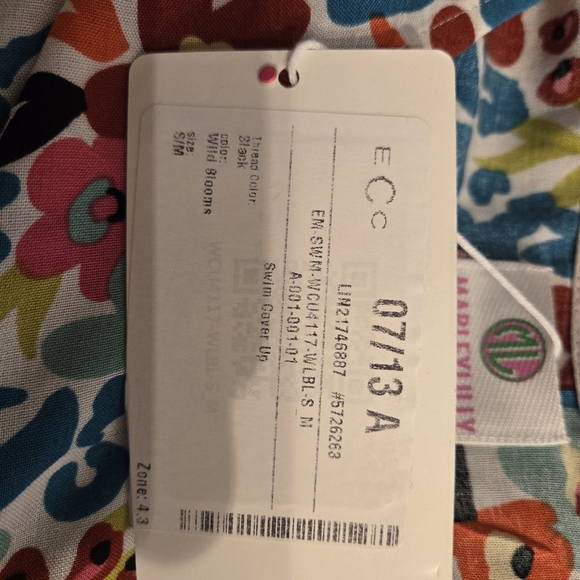 07/13 A
E C c
LIN21746887 #5726263
EM-SWM-WCU4117-WLBL-S_M
A-001-001-01
Swim Cover Up
Thread Color:
Black
color:
Wild Blooms
size:
S/M
Zone: 4.3
MARLEYLILLY
ML